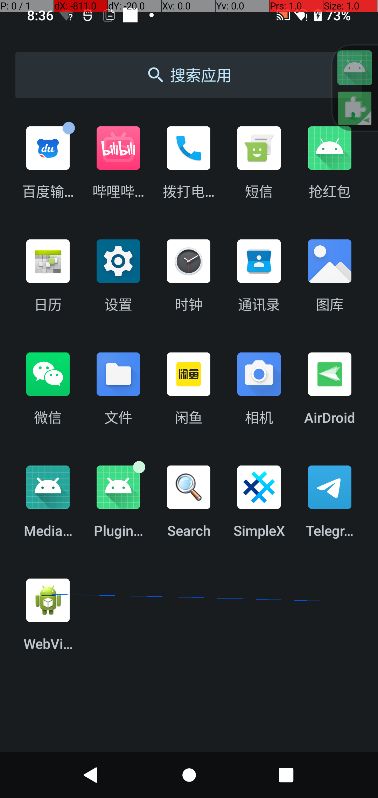 P: 0 / 1 dX: -811.0 dY: -20.0 Xv: 0.0 Yv: 0.0 Prs: 1.0 Size: 1.0
8:36 73%
搜索应用
du bilibili
百度输… 哔哩哔… 拨打电… 短信 抢红包
日历 设置 时钟 通讯录 图库
闲鱼
微信 文件 闲鱼 相机 AirDroid
Media… Plugin… Search SimpleX Telegr…
WebVi…